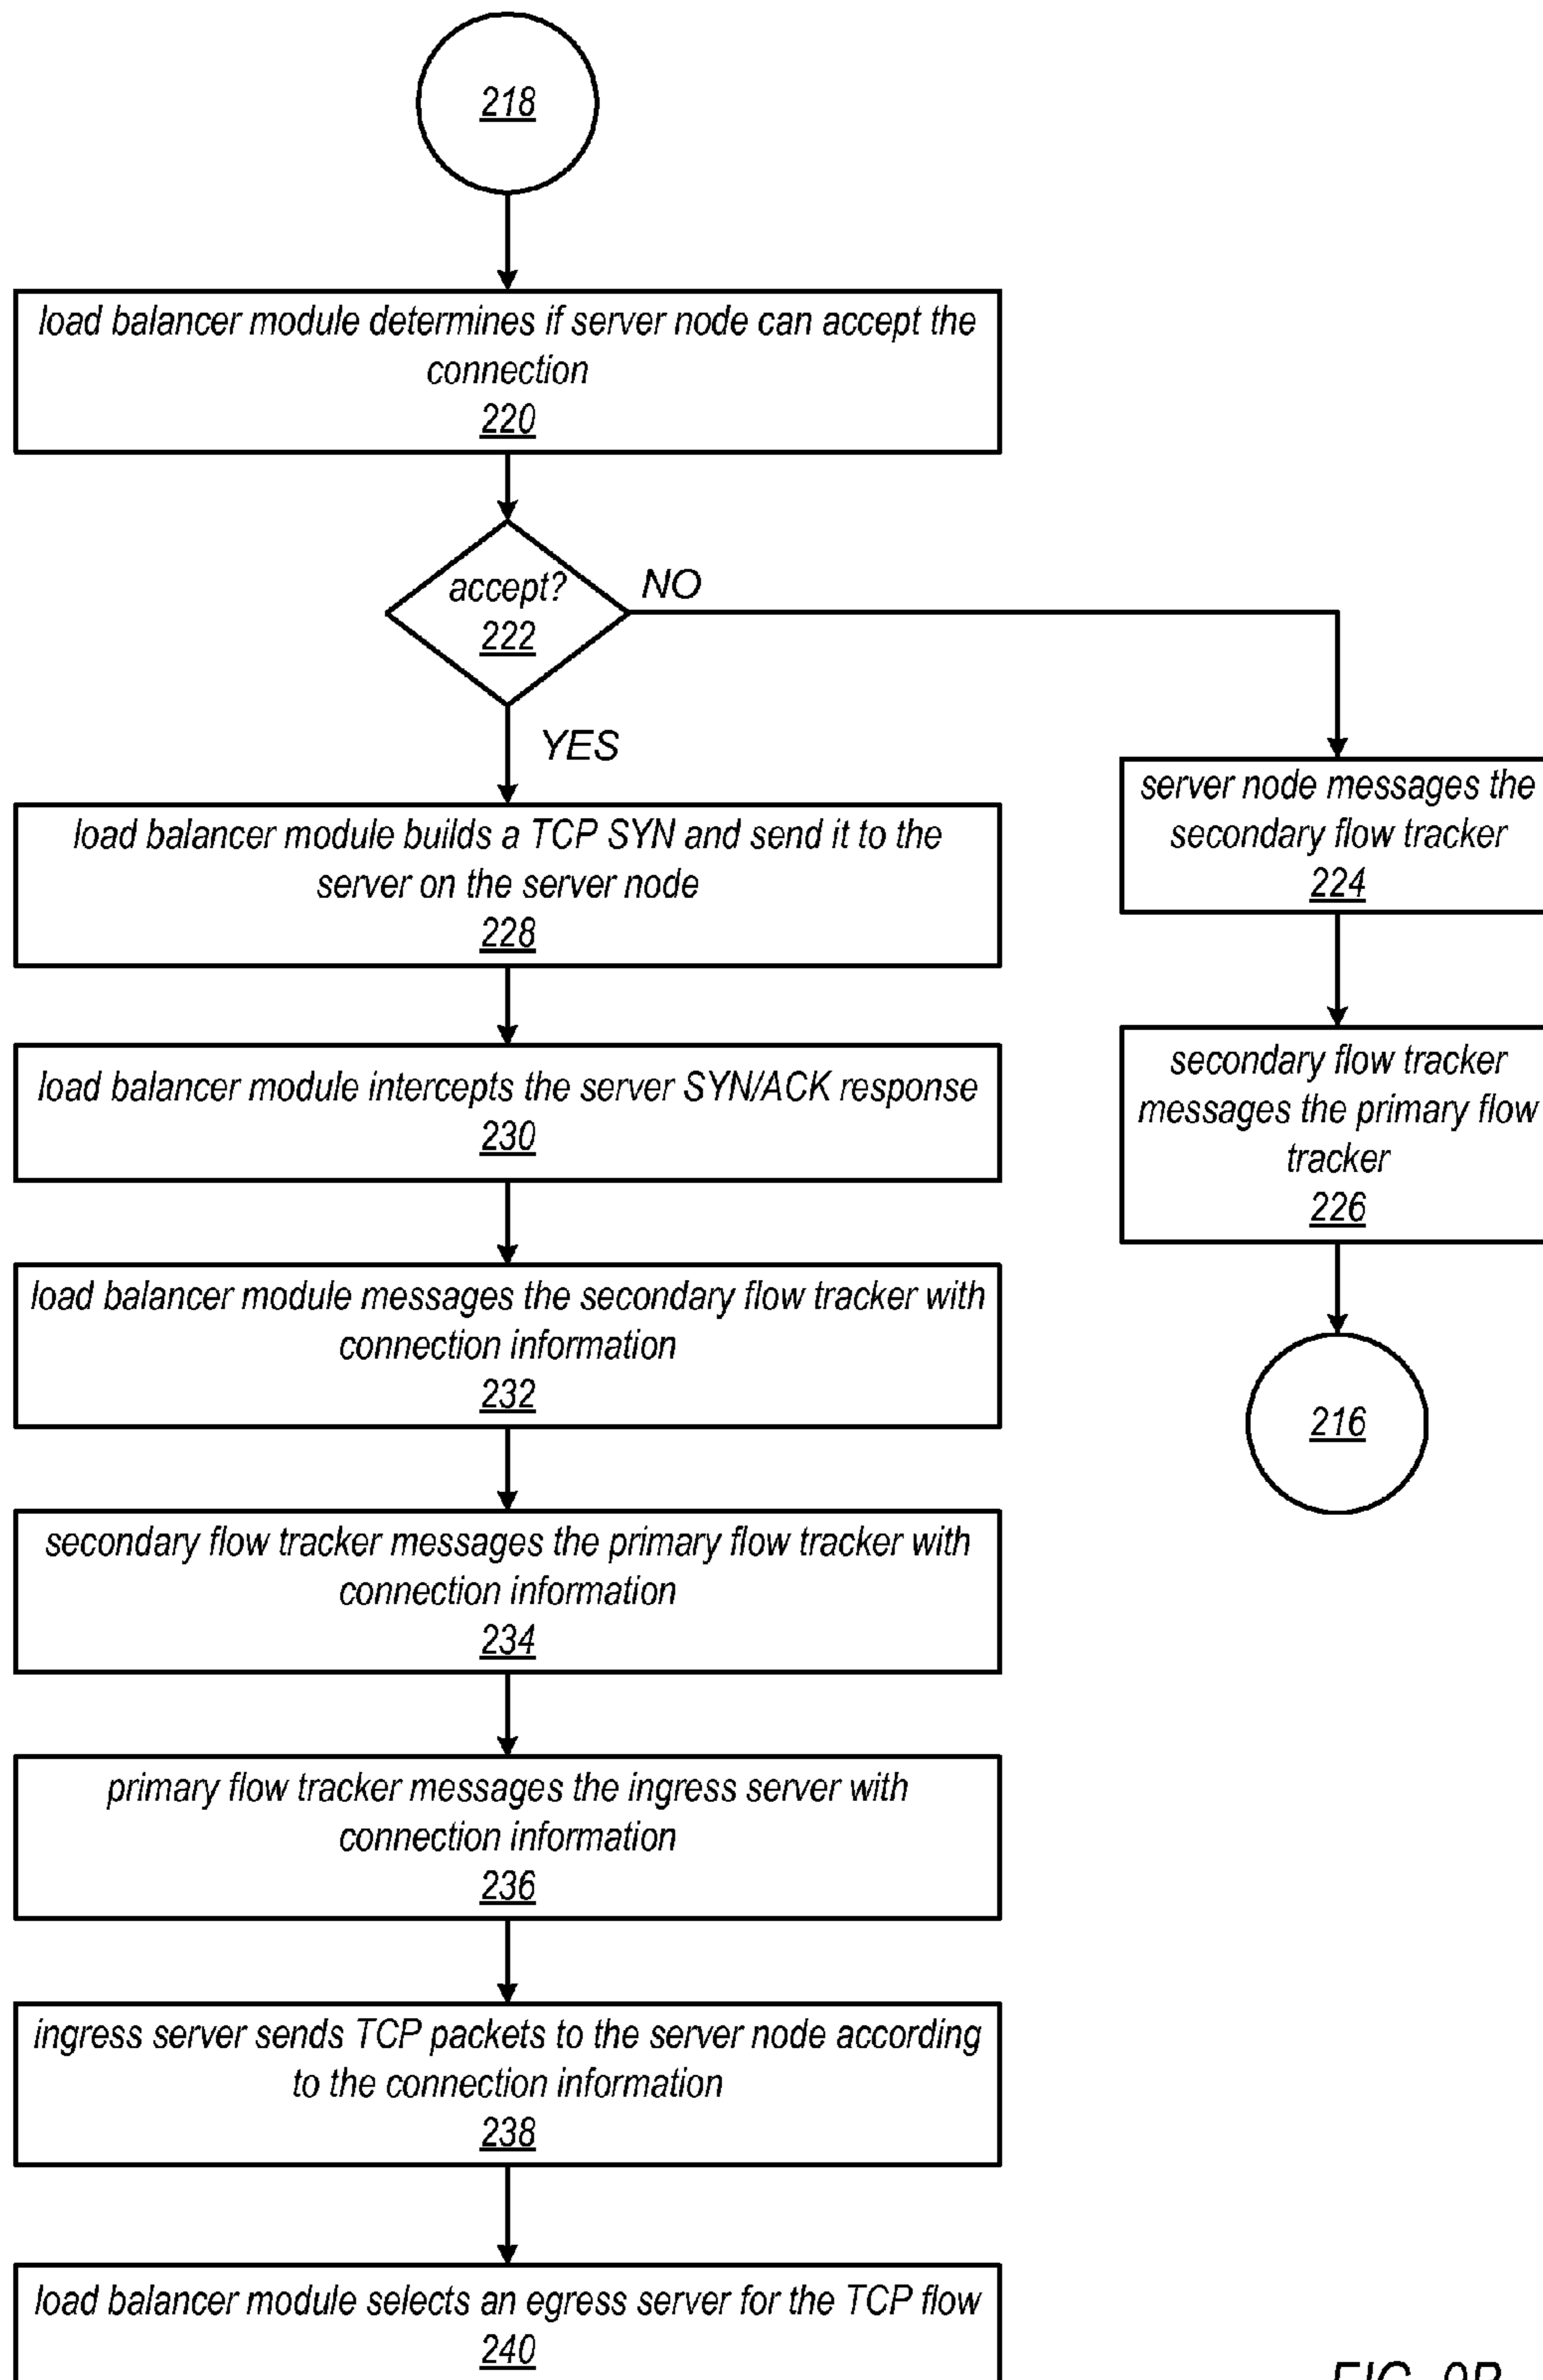 218
load balancer module determines if server node can accept the
connection
220
accept?
222
NO
YES
server node messages the
secondary flow tracker
224
load balancer module builds a TCP SYN and send it to the
server on the server node
228
secondary flow tracker
messages the primary flow
tracker
226
load balancer module intercepts the server SYN/ACK response
230
216
load balancer module messages the secondary flow tracker with
connection information
232
secondary flow tracker messages the primary flow tracker with
connection information
234
primary flow tracker messages the ingress server with
connection information
236
ingress server sends TCP packets to the server node according
to the connection information
238
load balancer module selects an egress server for the TCP flow
240
FIG. 9B